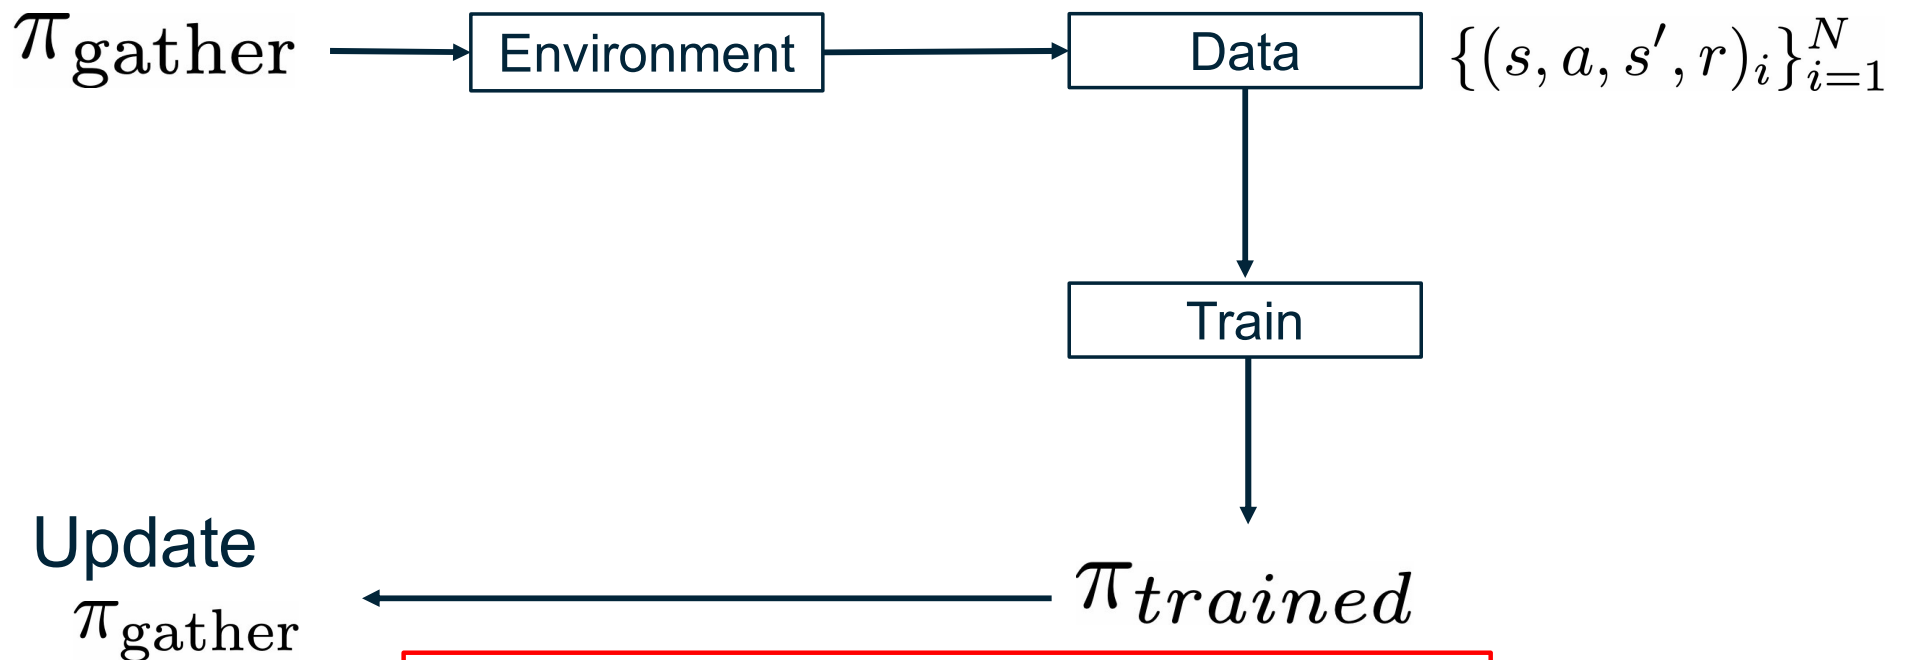 π_gather
Environment
Data
{(s, a, s′, r)_i}_{i=1}^N
Train
Update
π_gather
π_trained